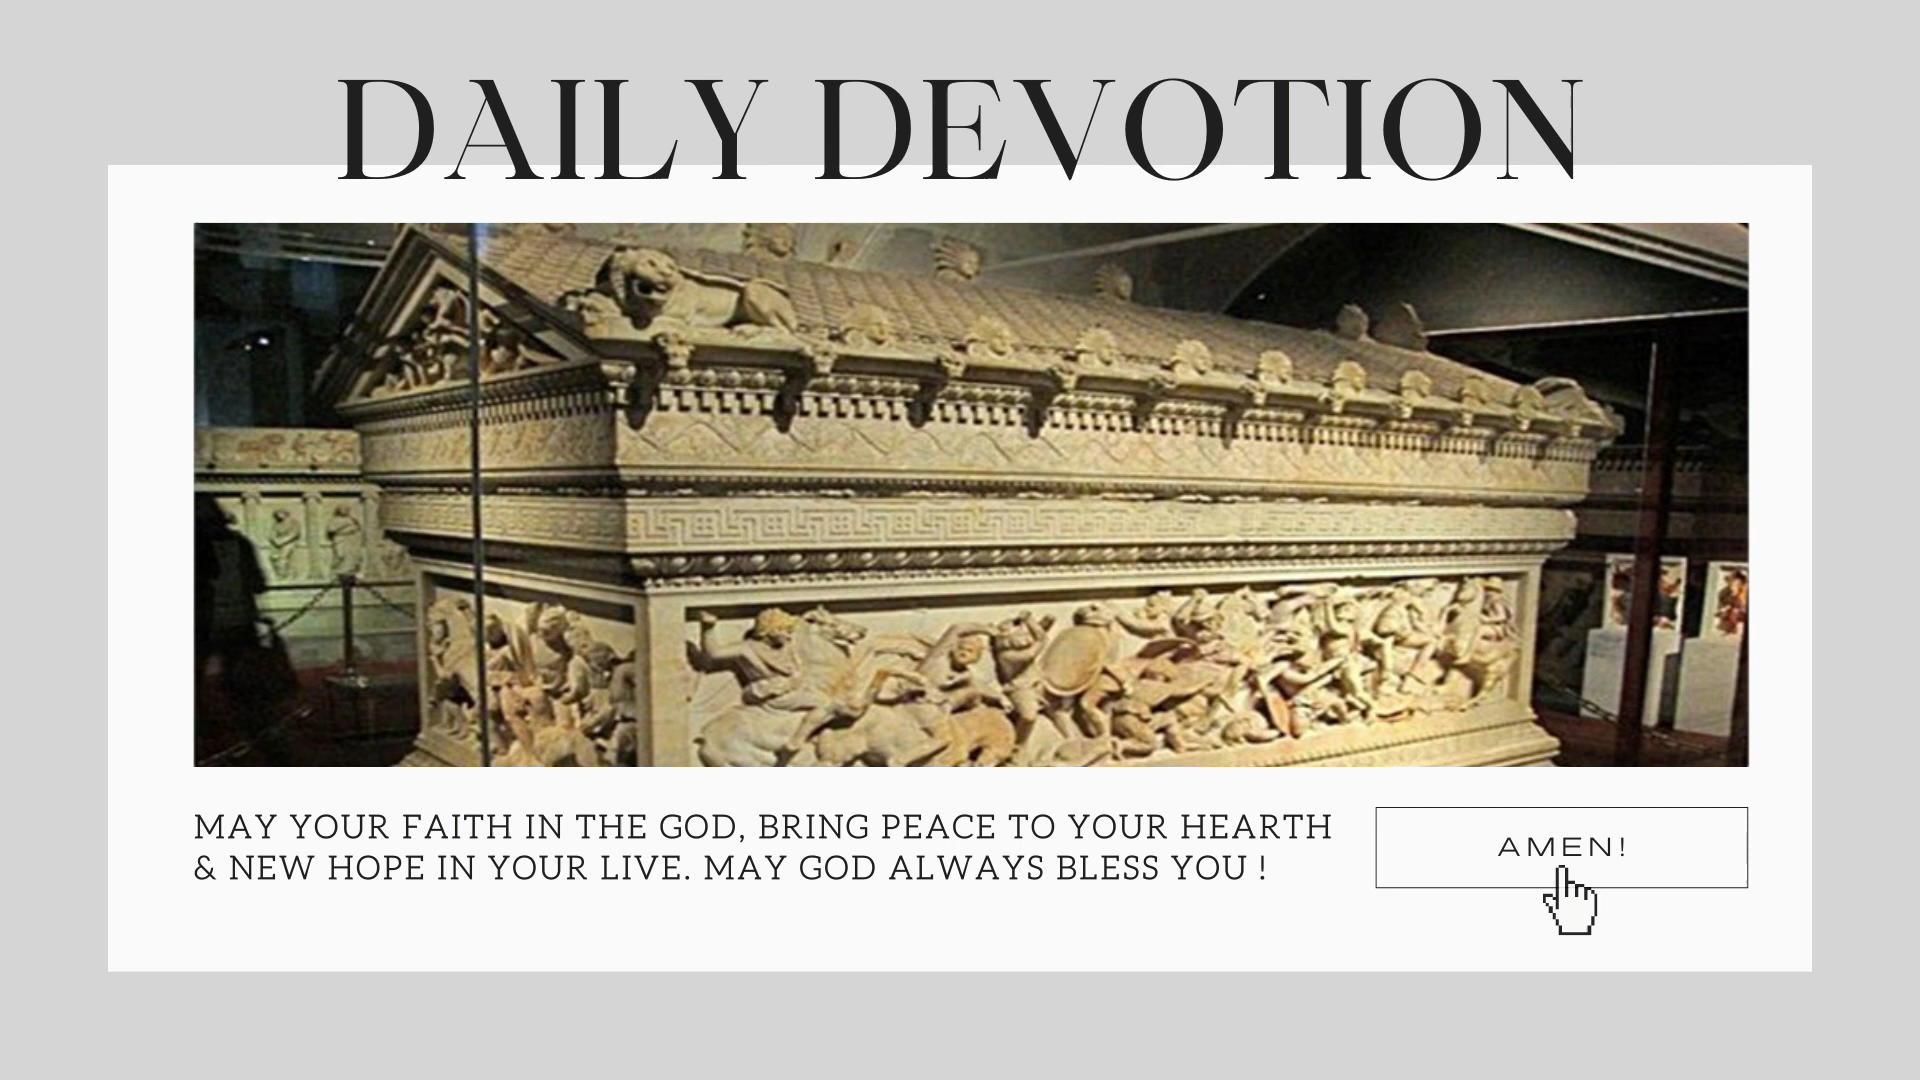 DAILY DEVOTION
MAY YOUR FAITH IN THE GOD, BRING PEACE TO YOUR HEARTH
& NEW HOPE IN YOUR LIVE. MAY GOD ALWAYS BLESS YOU !
AMEN!